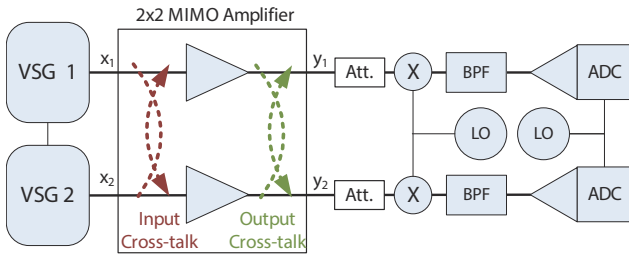 2x2 MIMO Amplifier
VSG 1
x1
y1
Att.
X
BPF
ADC
LO
LO
VSG 2
x2
y2
Att.
X
BPF
ADC
Input
Cross-talk
Output
Cross-talk